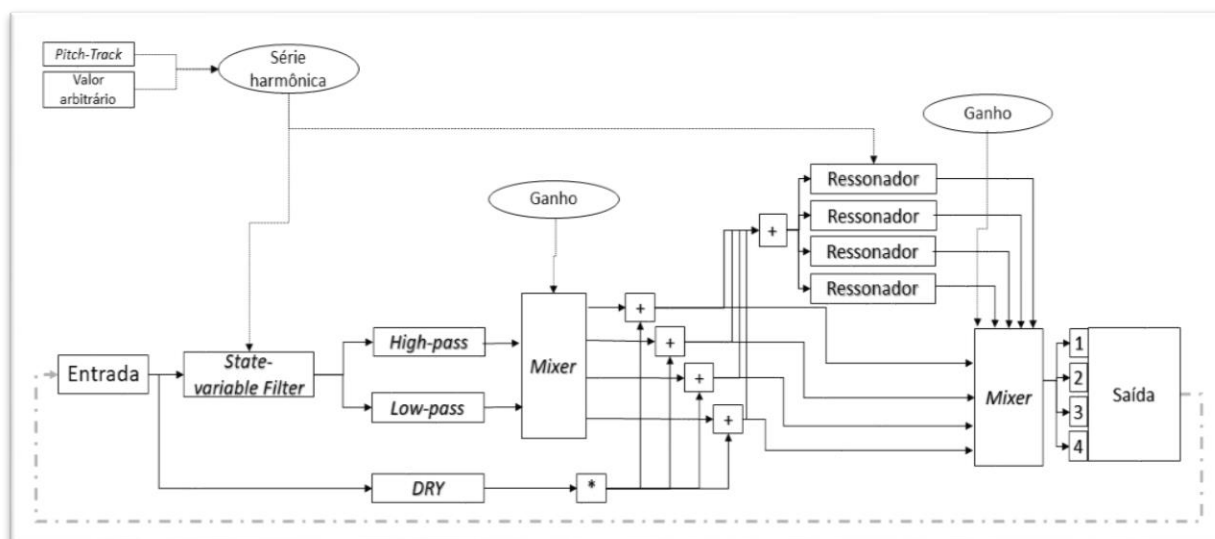 Pitch-Track
Valor
arbitrário
Série
harmônica
Ganho
Ressonador
Ressonador
Ressonador
Ressonador
Ganho
+
+
+
+
+
Entrada
State-
variable Filter
High-pass
Low-pass
Mixer
DRY
*
Mixer
1
2
3
4
Saída